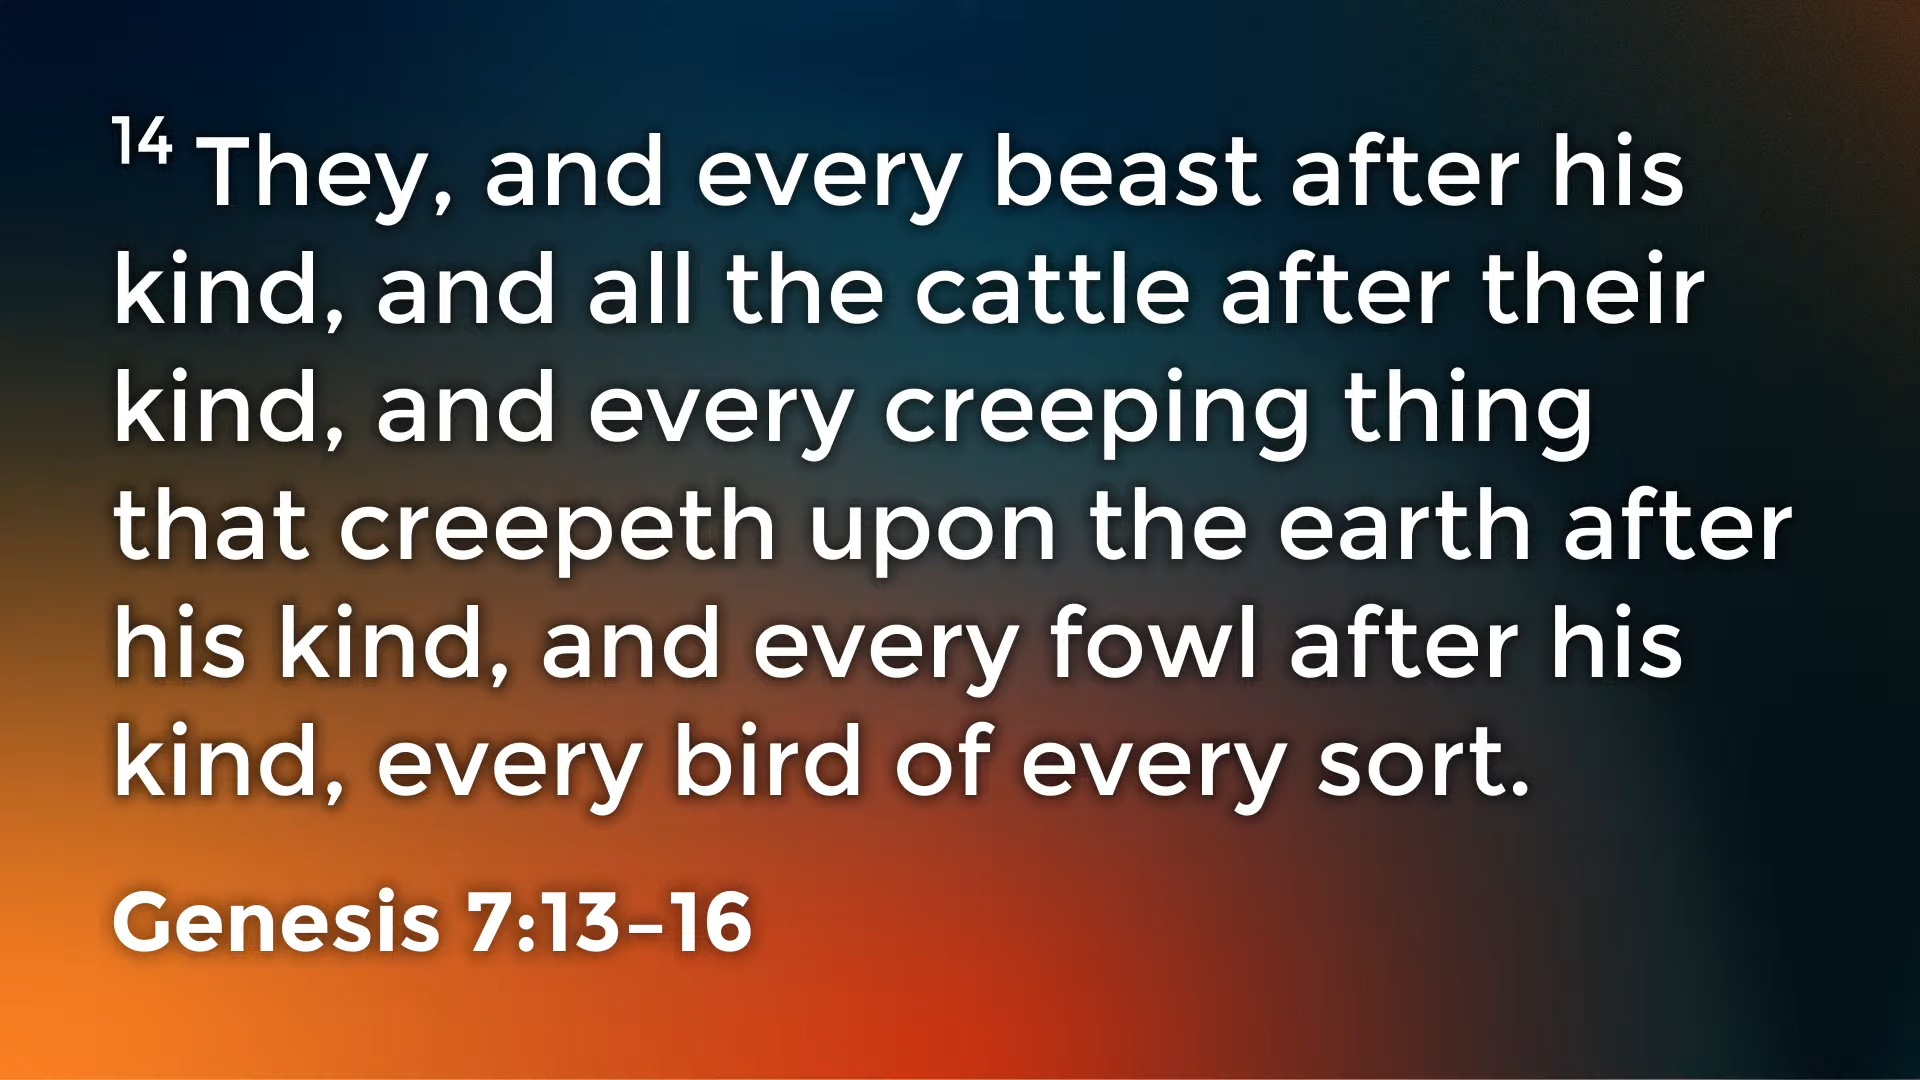 14 They, and every beast after his
kind, and all the cattle after their
kind, and every creeping thing
that creepeth upon the earth after
his kind, and every fowl after his
kind, every bird of every sort.
Genesis 7:13–16